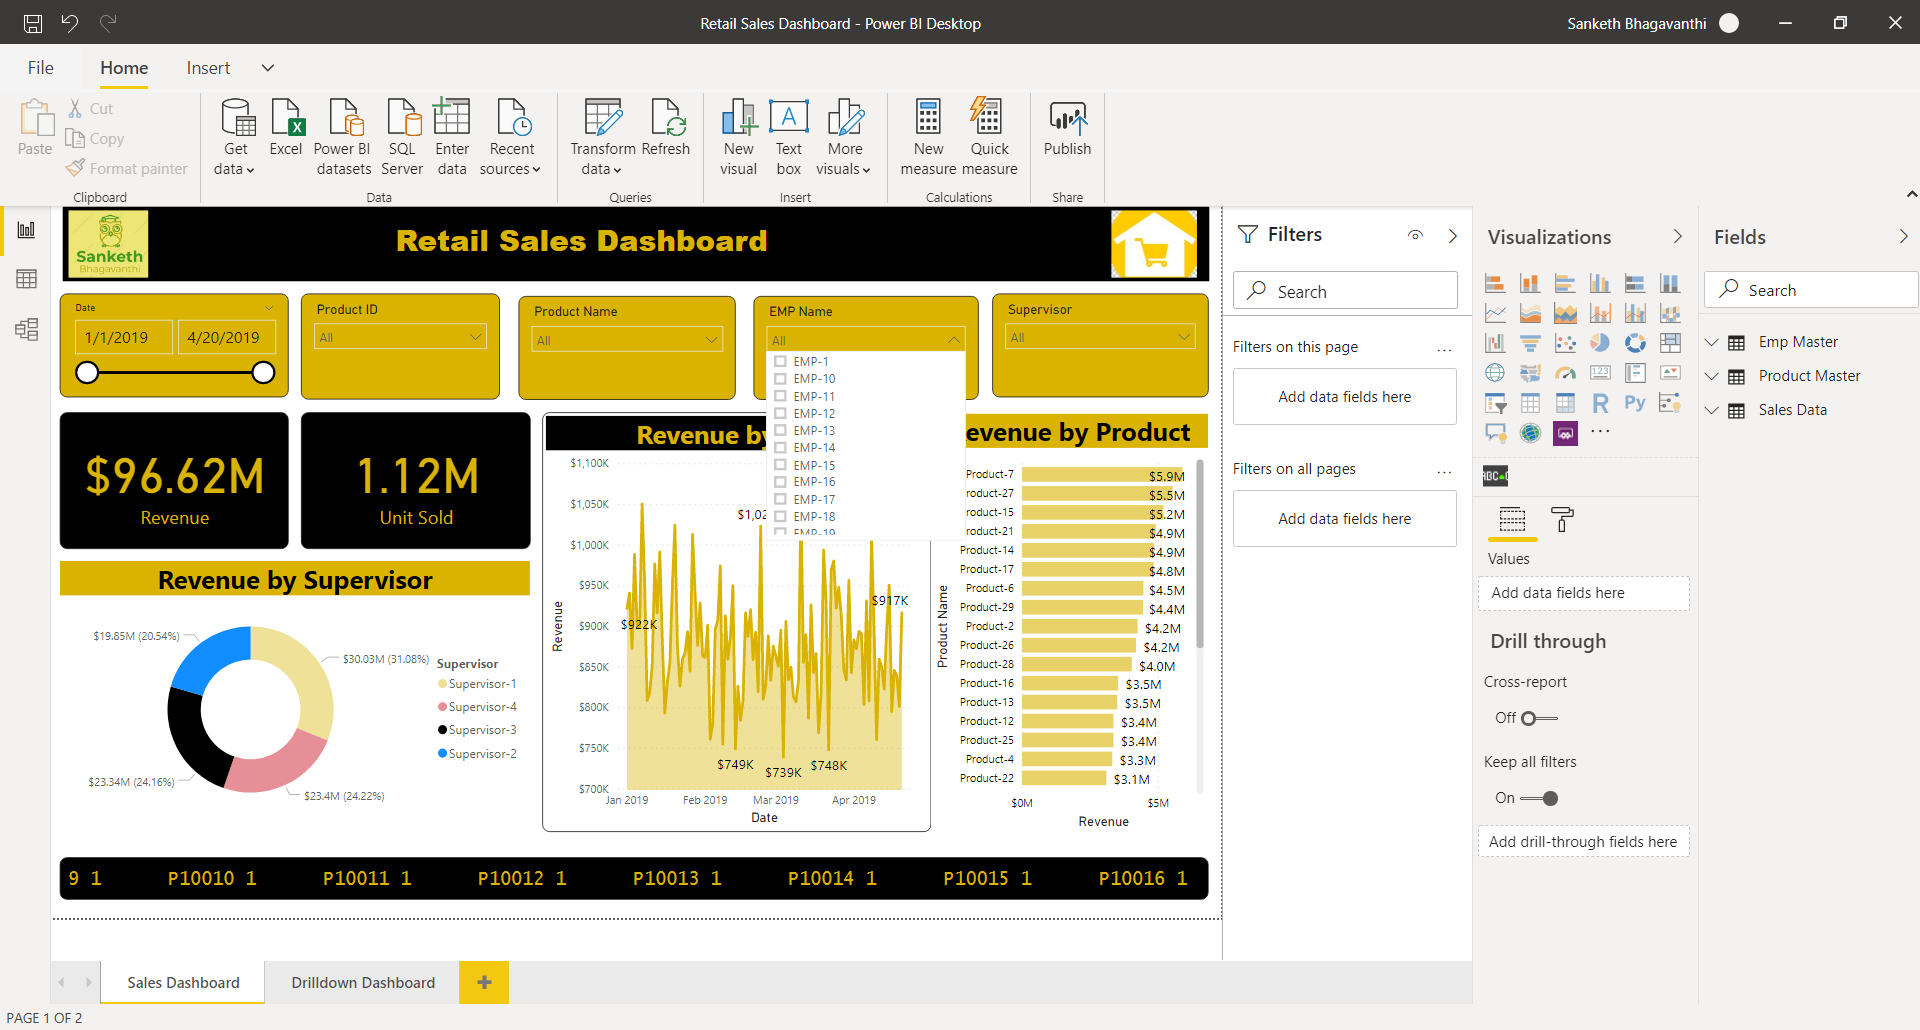 Retail Sales Dashboard - Power BI Desktop
Sanketh Bhagavanthi
File
Home
Insert
Paste
Cut
Copy
Format painter
Clipboard
Get data
Excel
Power BI datasets
SQL Server
Enter data
Recent sources
Data
Transform data
Refresh
Queries
New visual
Text box
More visuals
Insert
New measure
Quick measure
Calculations
Publish
Share
Sanketh
Bhagavanthi
Retail Sales Dashboard
Date
1/1/2019
4/20/2019
Product ID
All
Product Name
All
EMP Name
All
EMP-1
EMP-10
EMP-11
EMP-12
EMP-13
EMP-14
EMP-15
EMP-16
EMP-17
EMP-18
EMP-19
Supervisor
All
$96.62M
Revenue
1.12M
Unit Sold
Revenue by Supervisor
$19.85M (20.54%)
$30.03M (31.08%)
$23.34M (24.16%)
$23.4M (24.22%)
Supervisor
Supervisor-1
Supervisor-4
Supervisor-3
Supervisor-2
Revenue by
$1,100K
$1,050K
$1,000K
$950K
$900K
$850K
$800K
$750K
$700K
Revenue
$922K
$1,02
$917K
$749K
$739K
$748K
Jan 2019
Feb 2019
Mar 2019
Apr 2019
Date
evenue by Product
Product Name
Product-7 $5.9M
roduct-27 $5.5M
roduct-15 $5.2M
roduct-21 $4.9M
Product-14 $4.9M
Product-17 $4.8M
Product-6 $4.5M
Product-29 $4.4M
Product-2 $4.2M
Product-26 $4.2M
Product-28 $4.0M
Product-16 $3.5M
Product-13 $3.5M
Product-12 $3.4M
Product-25 $3.4M
Product-4 $3.3M
Product-22 $3.1M
$0M
$5M
Revenue
9 1 P10010 1 P10011 1 P10012 1 P10013 1 P10014 1 P10015 1 P10016 1
Filters
Search
Filters on this page
...
Add data fields here
Filters on all pages
...
Add data fields here
Visualizations
123
R
Py
...
Values
Add data fields here
Drill through
Cross-report
Off
Keep all filters
On
Add drill-through fields here
Fields
Search
Emp Master
Product Master
Sales Data
Sales Dashboard
Drilldown Dashboard
+
PAGE 1 OF 2